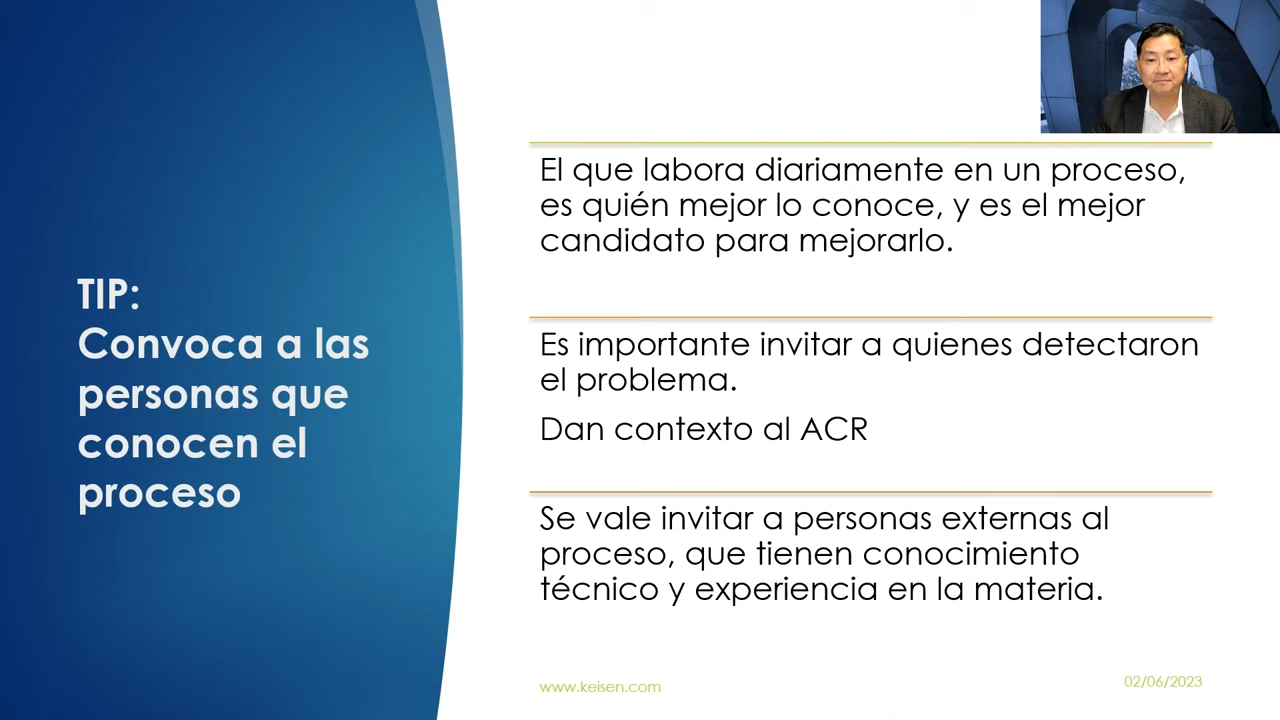 TIP:
Convoca a las
personas que
conocen el
proceso
El que labora diariamente en un proceso,
es quién mejor lo conoce, y es el mejor
candidato para mejorarlo.
Es importante invitar a quienes detectaron
el problema.
Dan contexto al ACR
Se vale invitar a personas externas al
proceso, que tienen conocimiento
técnico y experiencia en la materia.
www.keisen.com
02/06/2023